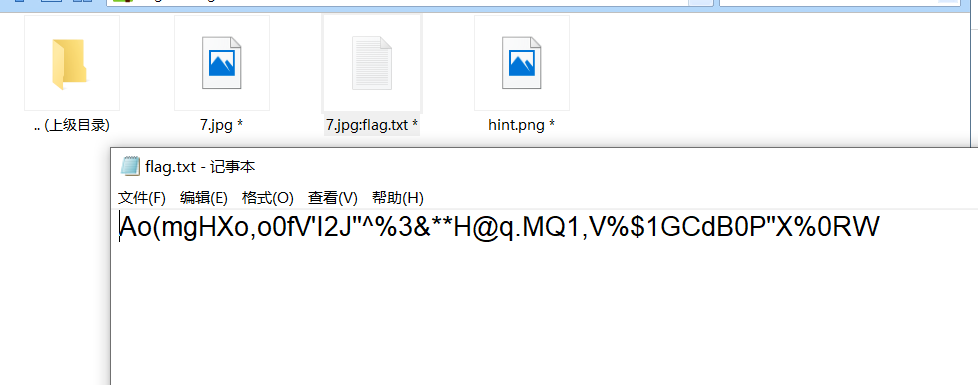 .. (上级目录)
7.jpg *
7.jpg:flag.txt *
hint.png *
flag.txt - 记事本
文件(F) 编辑(E) 格式(O) 查看(V) 帮助(H)
Ao(mgHXo,o0fV'I2J"^%3&**H@q.MQ1,V%$1GCdB0P"X%0RW